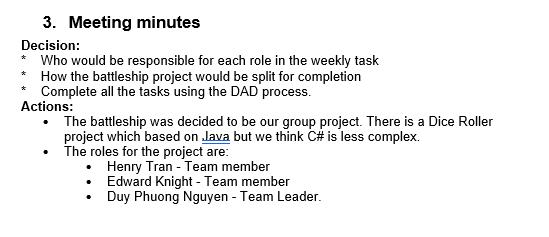 3. Meeting minutes
Decision:
* Who would be responsible for each role in the weekly task
* How the battleship project would be split for completion
* Complete all the tasks using the DAD process.
Actions:
• The battleship was decided to be our group project. There is a Dice Roller
project which based on Java but we think C# is less complex.
• The roles for the project are:
• Henry Tran - Team member
• Edward Knight - Team member
• Duy Phuong Nguyen - Team Leader.